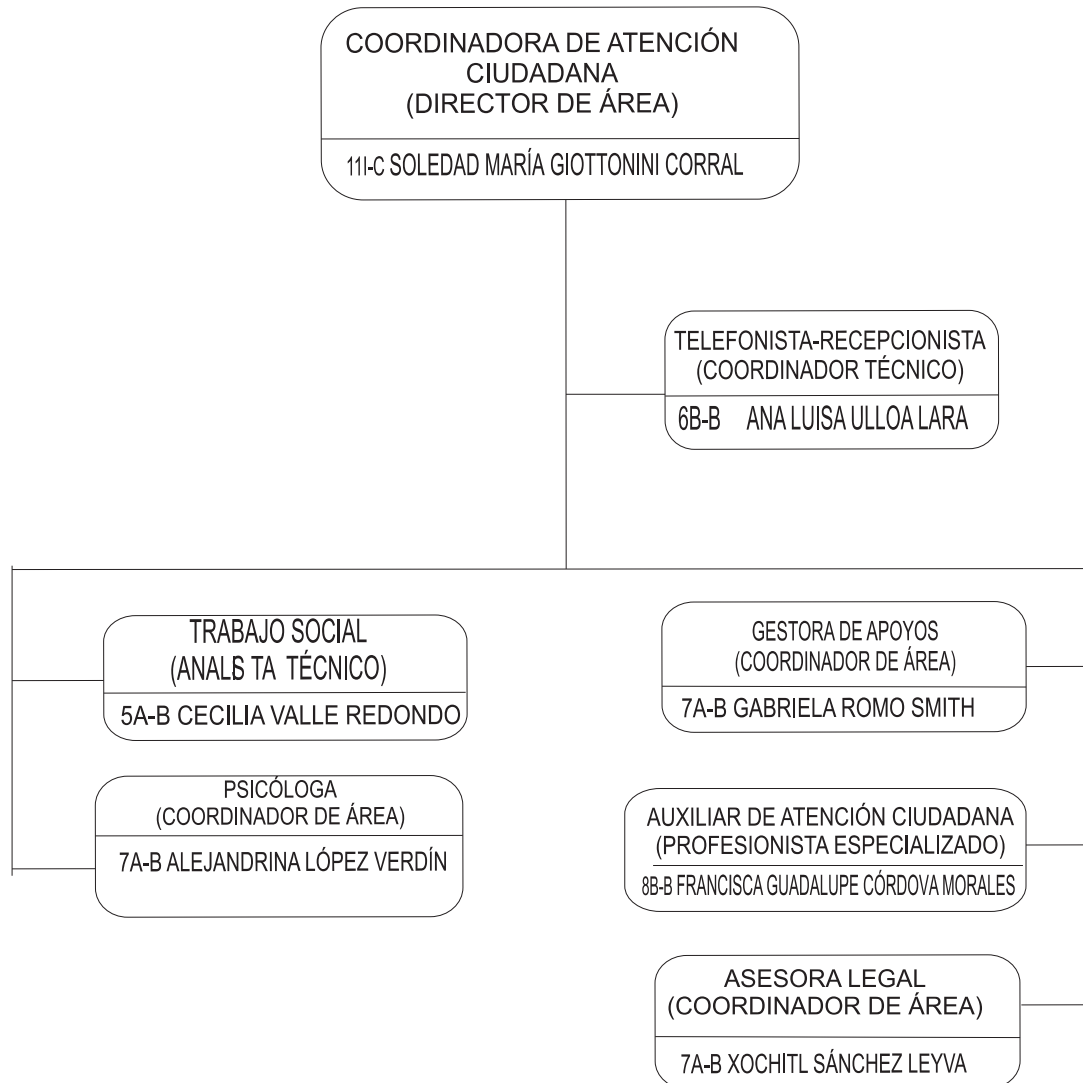 COORDINADORA DE ATENCIÓN
CIUDADANA
(DIRECTOR DE ÁREA)
11I-C SOLEDAD MARÍA GIOTTONINI CORRAL
TELEFONISTA-RECEPCIONISTA
(COORDINADOR TÉCNICO)
6B-B ANA LUISA ULLOA LARA
TRABAJO SOCIAL
(ANALB TA TÉCNICO)
5A-B CECILIA VALLE REDONDO
PSICÓLOGA
(COORDINADOR DE ÁREA)
7A-B ALEJANDRINA LÓPEZ VERDÍN
GESTORA DE APOYOS
(COORDINADOR DE ÁREA)
7A-B GABRIELA ROMO SMITH
AUXILIAR DE ATENCIÓN CIUDADANA
(PROFESIONISTA ESPECIALIZADO)
8B-B FRANCISCA GUADALUPE CÓRDOVA MORALES
ASESORA LEGAL
(COORDINADOR DE ÁREA)
7A-B XOCHITL SÁNCHEZ LEYVA